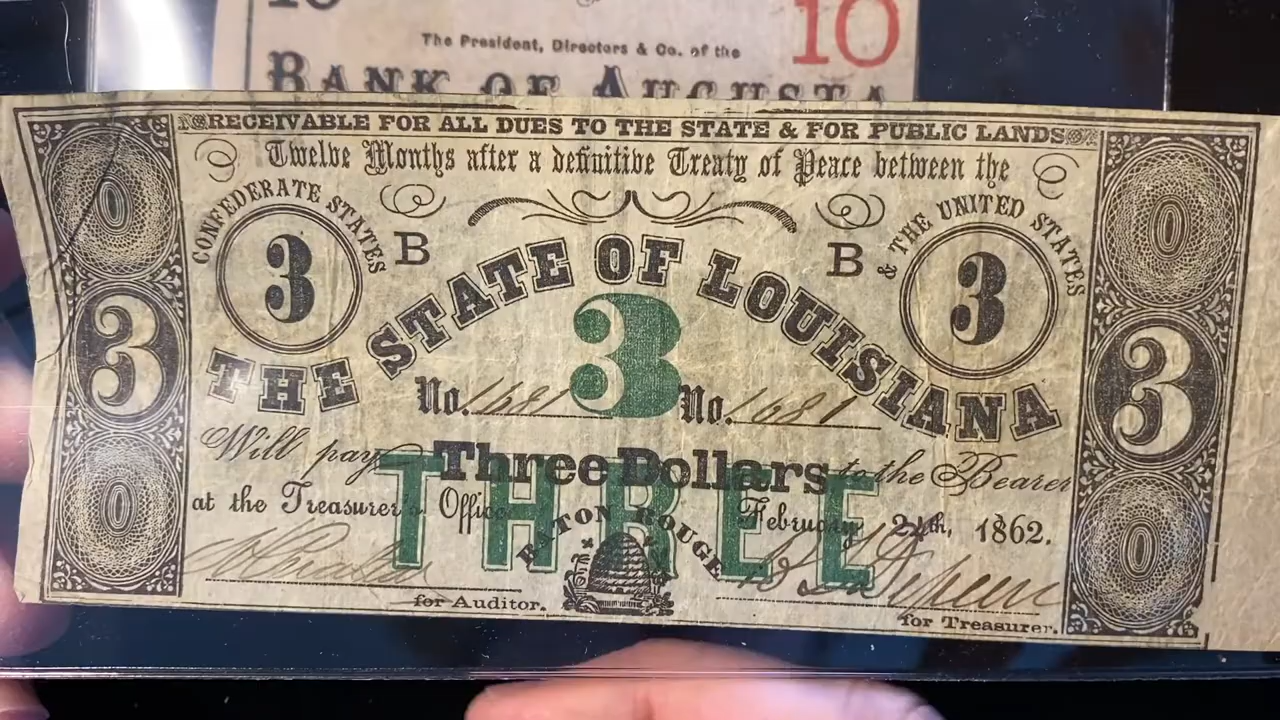 10
The President, Directors & Co. of the
BANK OF AUGUSTA
RECEIVABLE FOR ALL DUES TO THE STATE & FOR PUBLIC LANDS
Twelve Months after a definitive Treaty of Peace between the
CONFEDERATE STATES
& THE UNITED STATES
B
B
3
3
THE STATE OF LOUISIANA
3
3
3
No. 1681
No. 1681
Will pay Three Dollars to the Bearer
THREE
at the Treasurer's Office
February 24th, 1862.
BATON ROUGE
for Auditor.
for Treasurer.